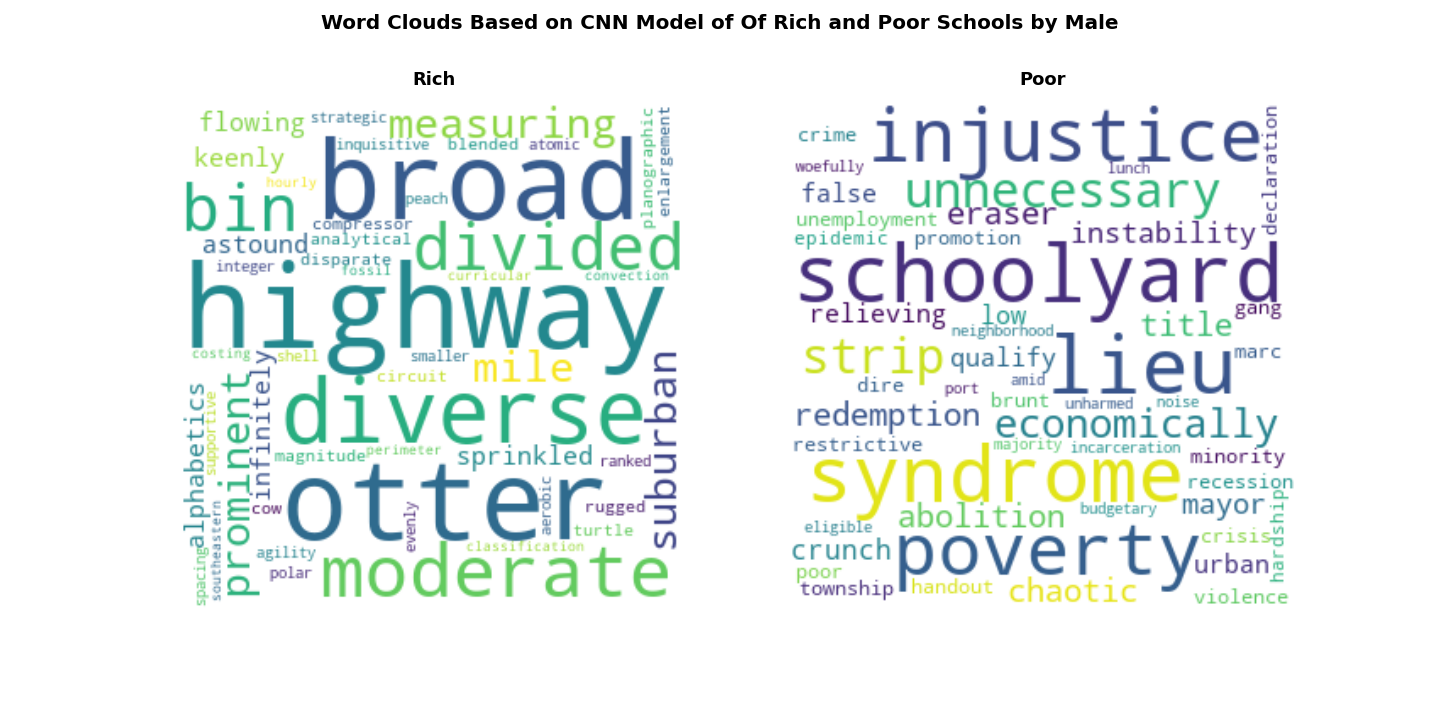 Word Clouds Based on CNN Model of Of Rich and Poor Schools by Male
Rich
flowing
strategic
measuring
planographic
enlargement
keenly
inquisitive
blended
atomic
hourly
broad
peach
bin
compressor
astound
analytical
divided
disparate
integer
fossil
curricular
convection
highway
costing
shell
smaller
mile
infinitely
circuit
suburban
alphabetics
supportive
prominent
diverse
magnitude
perimeter
sprinkled
ranked
cow
otter
evenly
aerobic
rugged
turtle
spacing
southeastern
agility
classification
polar
moderate
Poor
crime
injustice
declaration
woefully
lunch
false
unnecessary
eraser
unemployment
epidemic
promotion
instability
schoolyard
relieving
low
gang
neighborhood
title
strip
qualify
lieu
marc
dire
port
amid
brunt
unharmed
noise
redemption
economically
restrictive
majority
incarceration
minority
syndrome
recession
hardship
mayor
abolition
budgetary
eligible
crunch
poverty
crisis
poor
urban
township
handout
chaotic
violence